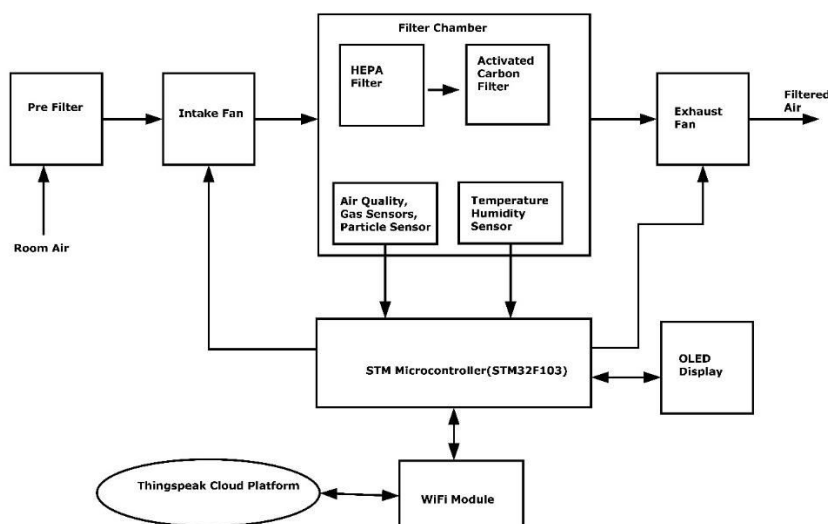 Filter Chamber
HEPA
Filter
Activated
Carbon
Filter
Pre Filter
Intake Fan
Exhaust
Fan
Filtered
Air
Room Air
Air Quality,
Gas Sensors,
Particle Sensor
Temperature
Humidity
Sensor
STM Microcontroller(STM32F103)
OLED
Display
Thingspeak Cloud Platform
WiFi Module